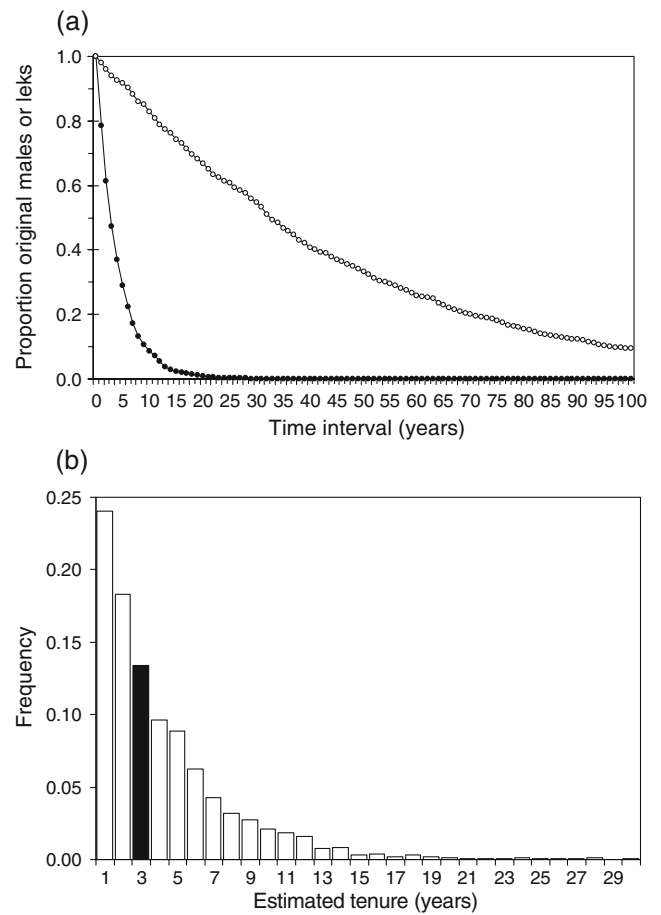 (a)
Proportion original males or leks
1.0
0.8
0.6
0.4
0.2
0.0
0 5 10 15 20 25 30 35 40 45 50 55 60 65 70 75 80 85 90 95 100
Time interval (years)
(b)
Frequency
0.25
0.20
0.15
0.10
0.05
0.00
1 3 5 7 9 11 13 15 17 19 21 23 25 27 29
Estimated tenure (years)